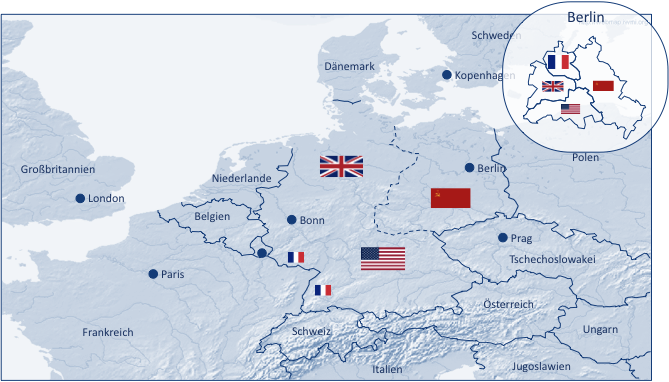 Berlin
Schweden
Dänemark
Kopenhagen
Großbritannien
Niederlande
Berlin
Polen
London
Belgien
Bonn
Prag
Tschechoslowakei
Paris
Frankreich
Schweiz
Österreich
Ungarn
Italien
Jugoslawien